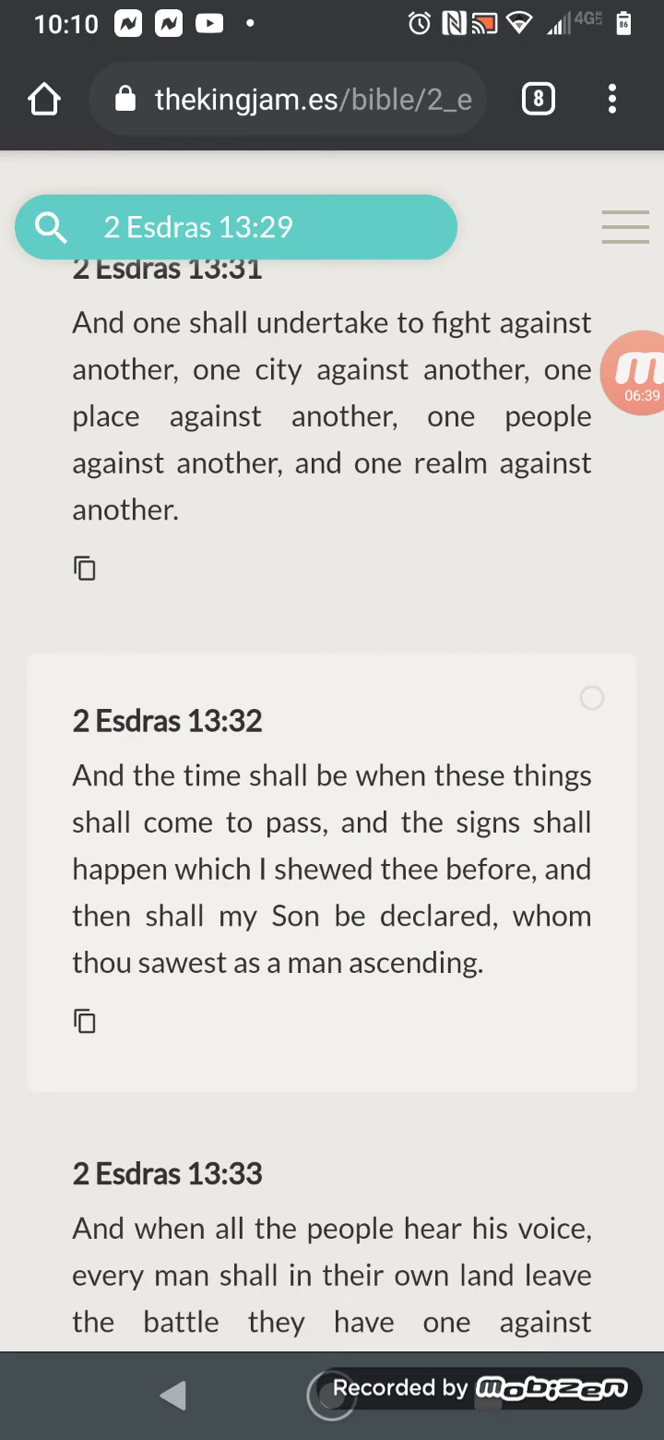 10:10
4G
86
thekingjam.es/bible/2_e
8
2 Esdras 13:29
2 Esdras 13:31
And one shall undertake to fight against
another, one city against another, one
place against another, one people
against another, and one realm against
another.
06:39
2 Esdras 13:32
And the time shall be when these things
shall come to pass, and the signs shall
happen which I shewed thee before, and
then shall my Son be declared, whom
thou sawest as a man ascending.
2 Esdras 13:33
And when all the people hear his voice,
every man shall in their own land leave
the battle they have one against
Recorded by mobizen